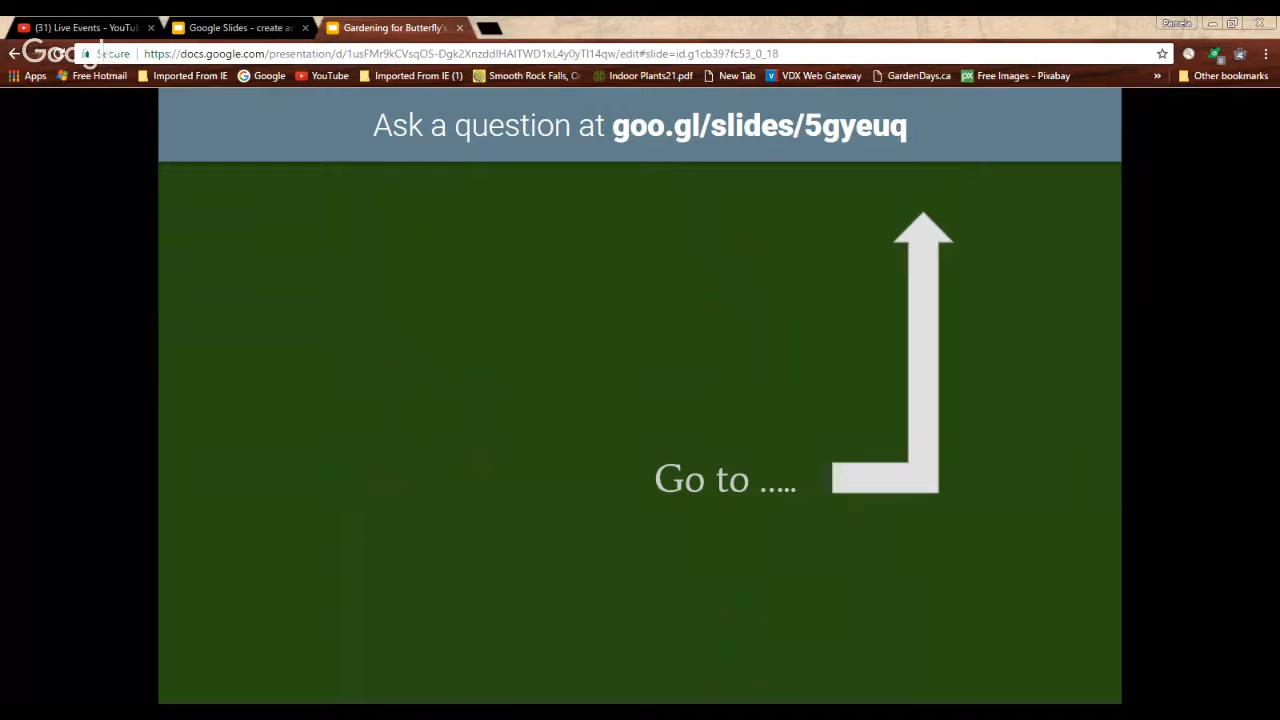 (31) Live Events - YouTub
Google Slides - create an
Gardening for Butterfly's
Pamela
Secure
https://docs.google.com/presentation/d/1usFMr9kCVsqOS-Dgk2XnzddIHAITWD1xL4y0yTI14qw/edit#slide=id.g1cb397fc53_0_18
Apps
Free Hotmail
Imported From IE
Google
YouTube
Imported From IE (1)
Smooth Rock Falls, O
Indoor Plants21.pdf
New Tab
VDX Web Gateway
GardenDays.ca
Free Images - Pixabay
Other bookmarks
Ask a question at goo.gl/slides/5gyeuq
Go to .....